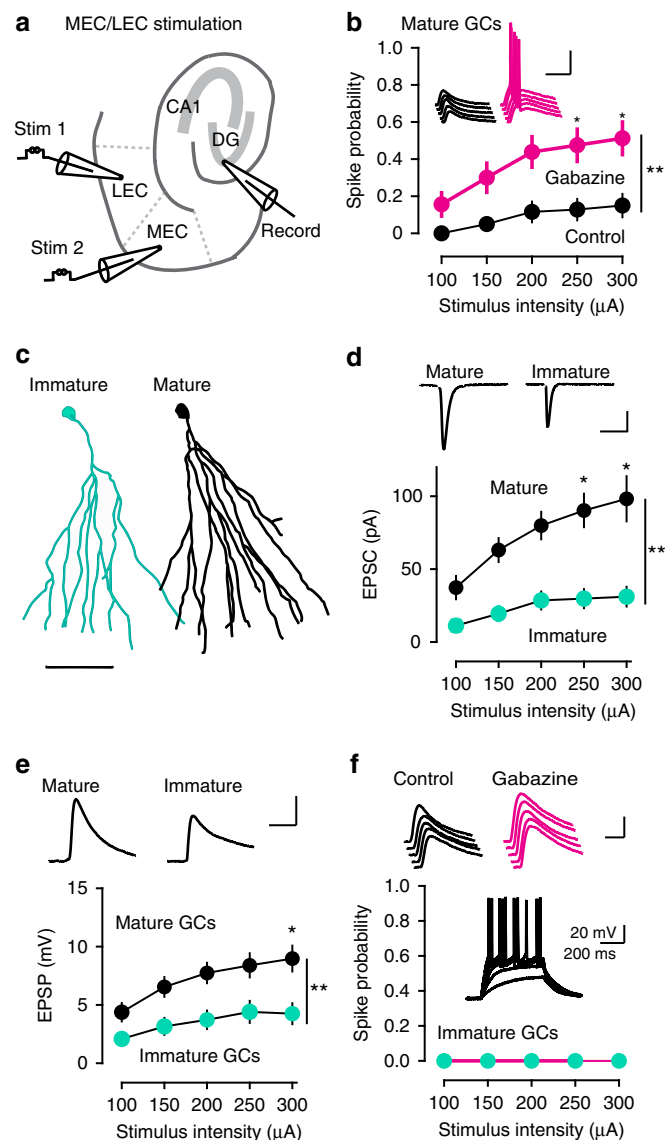 a
MEC/LEC stimulation
CA1
DG
Stim 1
LEC
MEC
Stim 2
Record
b
Mature GCs
1.0
0.8
0.6
0.4
0.2
0
Spike probability
*
*
**
Gabazine
Control
100 150 200 250 300
Stimulus intensity (μA)
c
Immature
Mature
d
Mature
Immature
100
50
0
EPSC (pA)
Mature
*
*
**
Immature
100 150 200 250 300
Stimulus intensity (μA)
e
Mature
Immature
15
10
5
0
EPSP (mV)
Mature GCs
*
**
Immature GCs
100 150 200 250 300
Stimulus intensity (μA)
f
Control
Gabazine
1.0
0.8
0.6
0.4
0.2
0.0
Spike probability
20 mV
200 ms
Immature GCs
100 150 200 250 300
Stimulus intensity (μA)